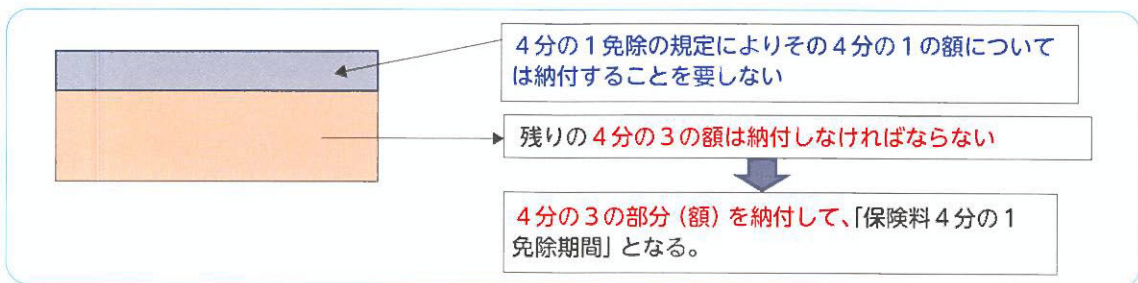 4分の1免除の規定によりその4分の1の額について
は納付することを要しない
残りの4分の3の額は納付しなければならない
4分の3の部分（額）を納付して、「保険料4分の1
免除期間」となる。